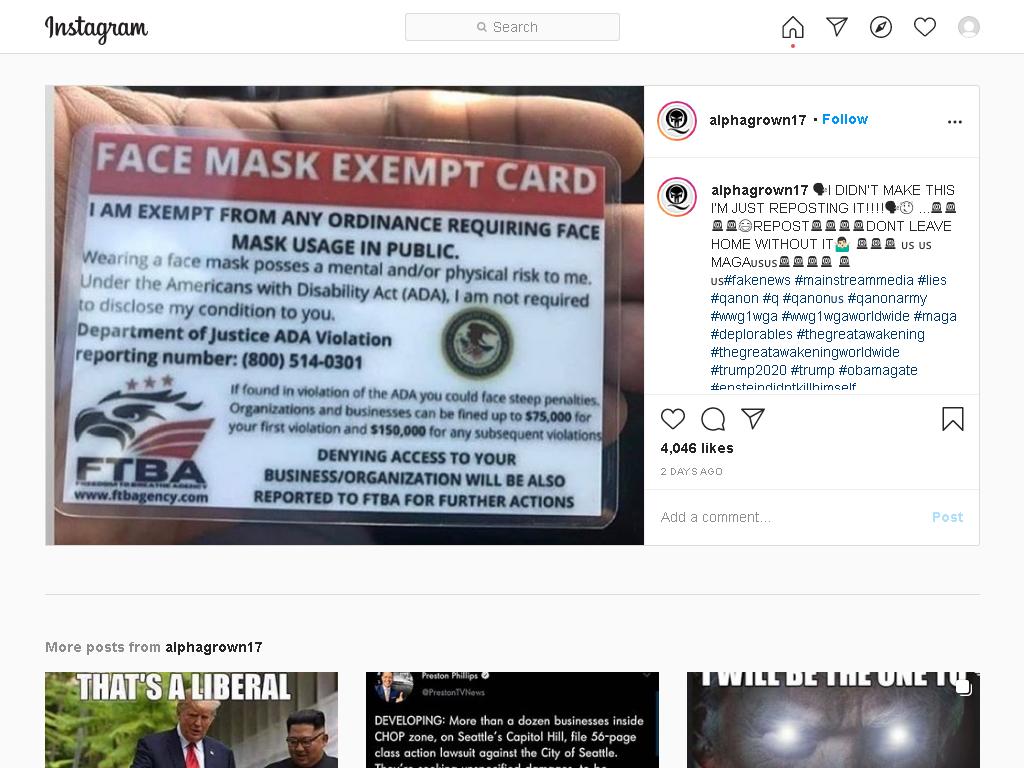 Instagram
Search
FACE MASK EXEMPT CARD
I AM EXEMPT FROM ANY ORDINANCE REQUIRING FACE
MASK USAGE IN PUBLIC.
Wearing a face mask posses a mental and/or physical risk to me.
Under the Americans with Disability Act (ADA), I am not required
to disclose my condition to you.
Department of Justice ADA Violation
reporting number: (800) 514-0301
If found in violation of the ADA you could face steep penalties.
Organizations and businesses can be fined up to $75,000 for
your first violation and $150,000 for any subsequent violations
DENYING ACCESS TO YOUR
BUSINESS/ORGANIZATION WILL BE ALSO
REPORTED TO FTBA FOR FURTHER ACTIONS
FTBA
FREEDOM TO BREATHE AGENCY
www.ftbagency.com
alphagrown17 • Follow
alphagrown17 🗣I DIDN'T MAKE THIS
I'M JUST REPOSTING IT!!!!🗣 ...
REPOST DONT LEAVE
HOME WITHOUT IT US US
MAGAUSUS
US#fakenews #mainstreammedia #lies
#qanon #q #qanonus #qanonarmy
#wwg1wga #wwg1wgaworldwide #maga
#deplorables #thegreatawakening
#thegreatawakeningworldwide
#trump2020 #trump #obamagate
#epsteindidntkillhimself
4,046 likes
2 DAYS AGO
Add a comment...
Post
More posts from alphagrown17
THAT'S A LIBERAL
Preston Phillips
@PrestonTVNews
DEVELOPING: More than a dozen businesses inside
CHOP zone, on Seattle's Capitol Hill, file 56-page
class action lawsuit against the City of Seattle.
They're seeking unspecified damages, to be
I WILL BE THE ONE TO